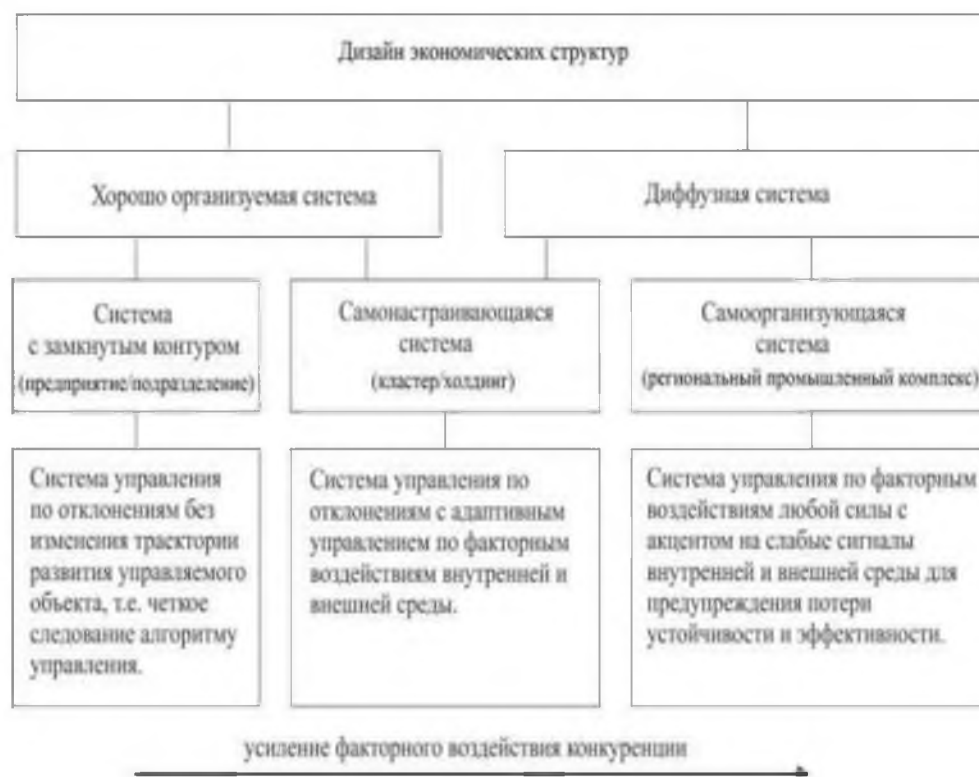 Дизайн экономических структур
Хорошо организуемая система
Диффузная система
Система
с замкнутым контуром
(предприятие/подразделение)
Самонастраивающаяся
система
(кластер/холдинг)
Самоорганизующаяся
система
(региональный промышленный комплекс)
Система управления
по отклонениям без
изменения траектории
развития управляемого
объекта, т.е. четкое
следование алгоритму
управления.
Система управления по
отклонениям с адаптивным
управлением по факторным
воздействиям внутренней и
внешней среды.
Система управления по факторным
воздействиям любой силы с
акцентом на слабые сигналы
внутренней и внешней среды для
предупреждения потери
устойчивости и эффективности.
усиление факторного воздействия конкуренции